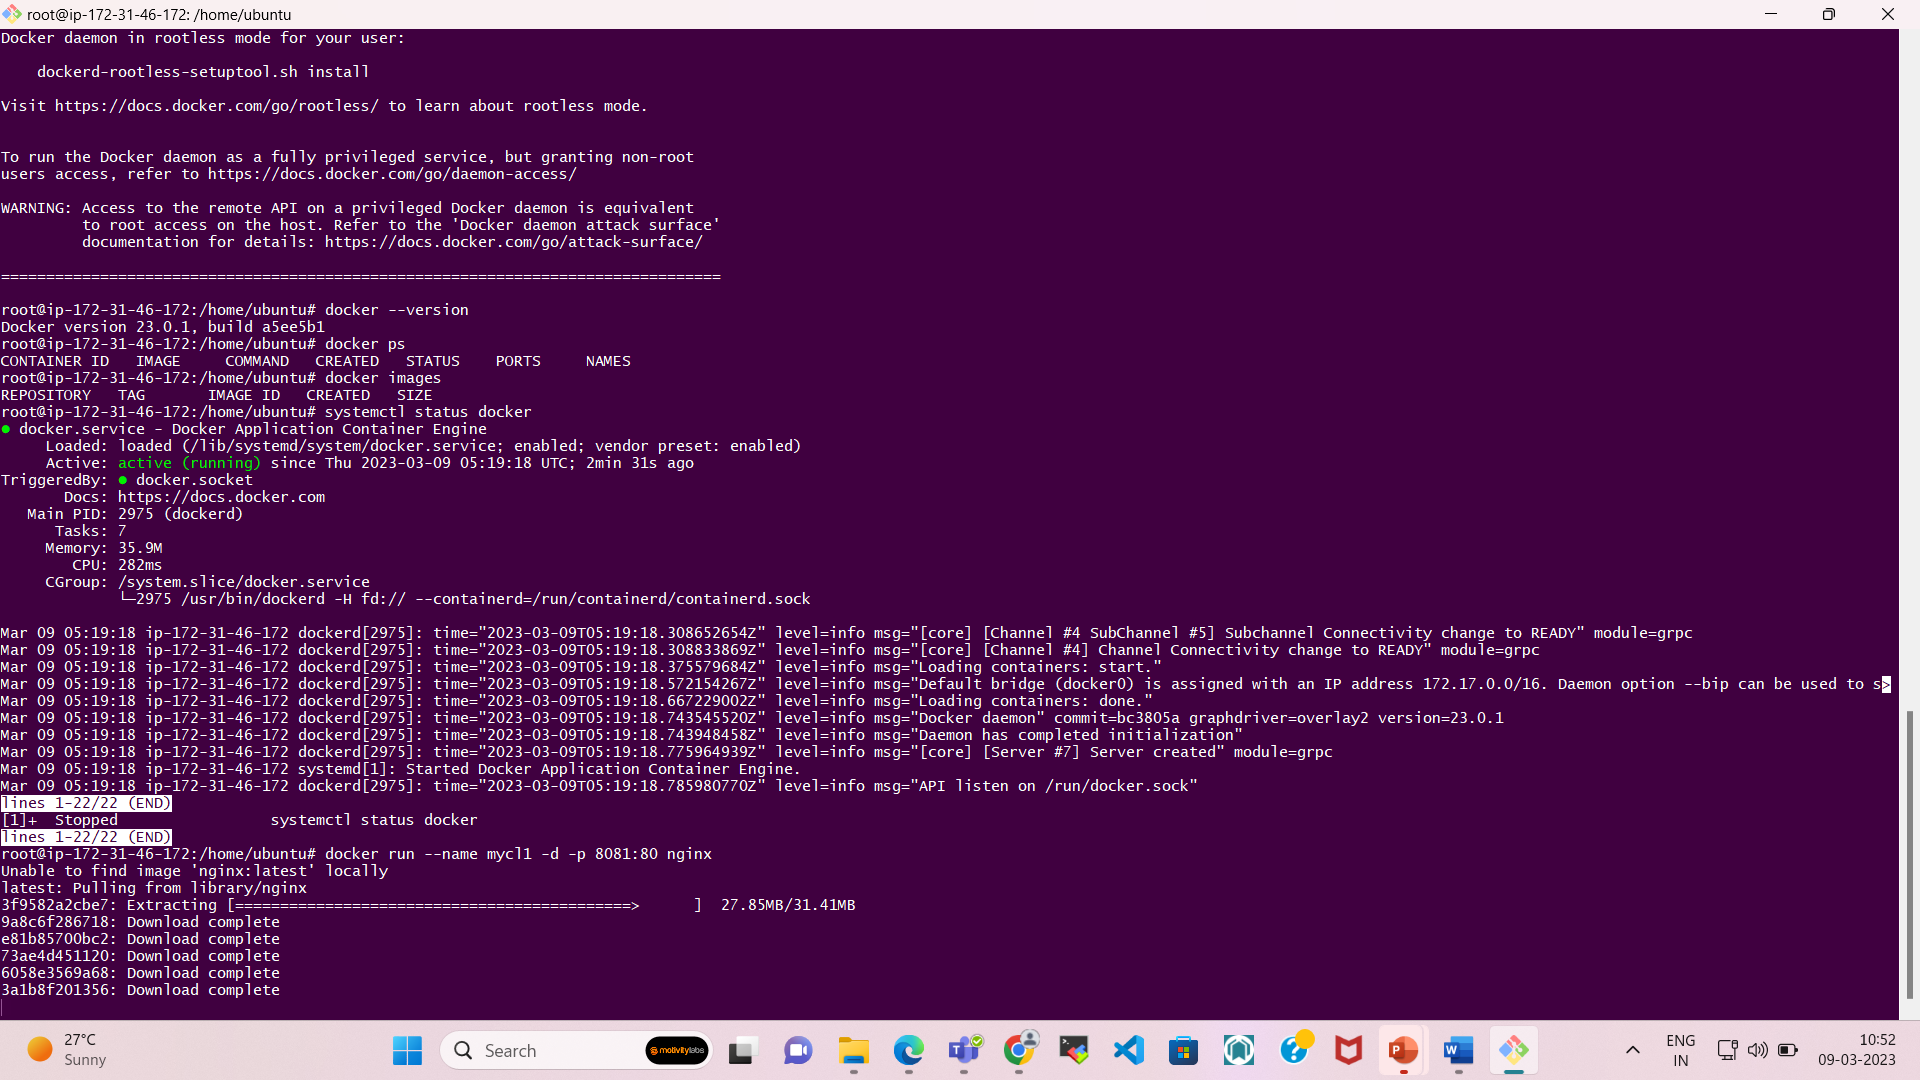 root@ip-172-31-46-172: /home/ubuntu
Docker daemon in rootless mode for your user:
dockerd-rootless-setuptool.sh install
Visit https://docs.docker.com/go/rootless/ to learn about rootless mode.
To run the Docker daemon as a fully privileged service, but granting non-root
users access, refer to https://docs.docker.com/go/daemon-access/
WARNING: Access to the remote API on a privileged Docker daemon is equivalent
to root access on the host. Refer to the 'Docker daemon attack surface'
documentation for details: https://docs.docker.com/go/attack-surface/
================================================================================
root@ip-172-31-46-172:/home/ubuntu# docker --version
Docker version 23.0.1, build a5ee5b1
root@ip-172-31-46-172:/home/ubuntu# docker ps
CONTAINER ID   IMAGE     COMMAND   CREATED   STATUS    PORTS     NAMES
root@ip-172-31-46-172:/home/ubuntu# docker images
REPOSITORY   TAG       IMAGE ID   CREATED   SIZE
root@ip-172-31-46-172:/home/ubuntu# systemctl status docker
● docker.service - Docker Application Container Engine
Loaded: loaded (/lib/systemd/system/docker.service; enabled; vendor preset: enabled)
Active: active (running) since Thu 2023-03-09 05:19:18 UTC; 2min 31s ago
TriggeredBy: ● docker.socket
Docs: https://docs.docker.com
Main PID: 2975 (dockerd)
Tasks: 7
Memory: 35.9M
CPU: 282ms
CGroup: /system.slice/docker.service
└─2975 /usr/bin/dockerd -H fd:// --containerd=/run/containerd/containerd.sock
Mar 09 05:19:18 ip-172-31-46-172 dockerd[2975]: time="2023-03-09T05:19:18.308652654Z" level=info msg="[core] [Channel #4 SubChannel #5] Subchannel Connectivity change to READY" module=grpc
Mar 09 05:19:18 ip-172-31-46-172 dockerd[2975]: time="2023-03-09T05:19:18.308833869Z" level=info msg="[core] [Channel #4] Channel Connectivity change to READY" module=grpc
Mar 09 05:19:18 ip-172-31-46-172 dockerd[2975]: time="2023-03-09T05:19:18.375579684Z" level=info msg="Loading containers: start."
Mar 09 05:19:18 ip-172-31-46-172 dockerd[2975]: time="2023-03-09T05:19:18.572154267Z" level=info msg="Default bridge (docker0) is assigned with an IP address 172.17.0.0/16. Daemon option --bip can be used to s>
Mar 09 05:19:18 ip-172-31-46-172 dockerd[2975]: time="2023-03-09T05:19:18.667229002Z" level=info msg="Loading containers: done."
Mar 09 05:19:18 ip-172-31-46-172 dockerd[2975]: time="2023-03-09T05:19:18.743545520Z" level=info msg="Docker daemon" commit=bc3805a graphdriver=overlay2 version=23.0.1
Mar 09 05:19:18 ip-172-31-46-172 dockerd[2975]: time="2023-03-09T05:19:18.743948458Z" level=info msg="Daemon has completed initialization"
Mar 09 05:19:18 ip-172-31-46-172 dockerd[2975]: time="2023-03-09T05:19:18.775964939Z" level=info msg="[core] [Server #7] Server created" module=grpc
Mar 09 05:19:18 ip-172-31-46-172 systemd[1]: Started Docker Application Container Engine.
Mar 09 05:19:18 ip-172-31-46-172 dockerd[2975]: time="2023-03-09T05:19:18.785980770Z" level=info msg="API listen on /run/docker.sock"
lines 1-22/22 (END)
[1]+  Stopped                 systemctl status docker
lines 1-22/22 (END)
root@ip-172-31-46-172:/home/ubuntu# docker run --name mycl1 -d -p 8081:80 nginx
Unable to find image 'nginx:latest' locally
latest: Pulling from library/nginx
3f9582a2cbe7: Extracting [============================================>      ]  27.85MB/31.41MB
9a8c6f286718: Download complete
e81b85700bc2: Download complete
73ae4d451120: Download complete
6058e3569a68: Download complete
3a1b8f201356: Download complete
27°C
Sunny
Search
motivitylabs
ENG
IN
10:52
09-03-2023